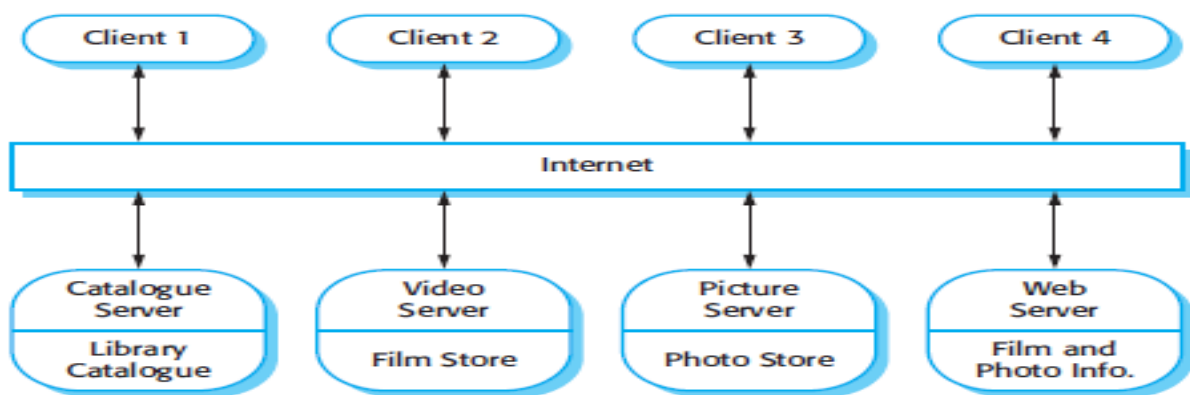 Client 1
Client 2
Client 3
Client 4
Internet
Catalogue
Server
Library
Catalogue
Video
Server
Film Store
Picture
Server
Photo Store
Web
Server
Film and
Photo Info.